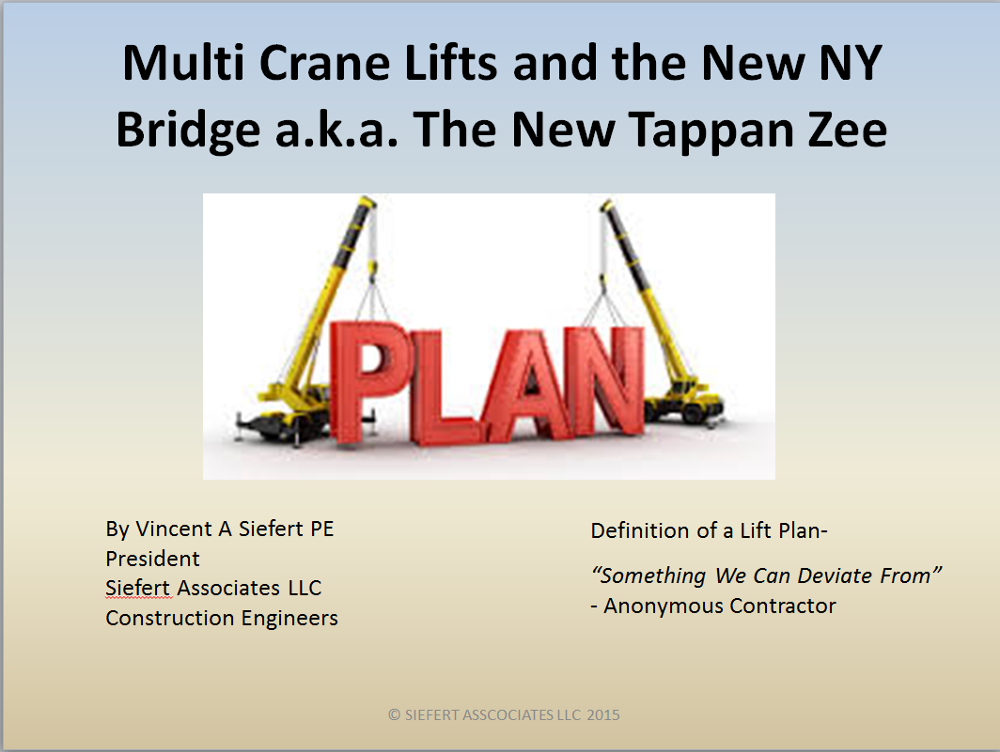 Multi Crane Lifts and the New NY
Bridge a.k.a. The New Tappan Zee
PLAN
By Vincent A Siefert PE
President
Siefert Associates LLC
Construction Engineers
Definition of a Lift Plan-
“Something We Can Deviate From”
- Anonymous Contractor
© SIEFERT ASSCOCIATES LLC 2015